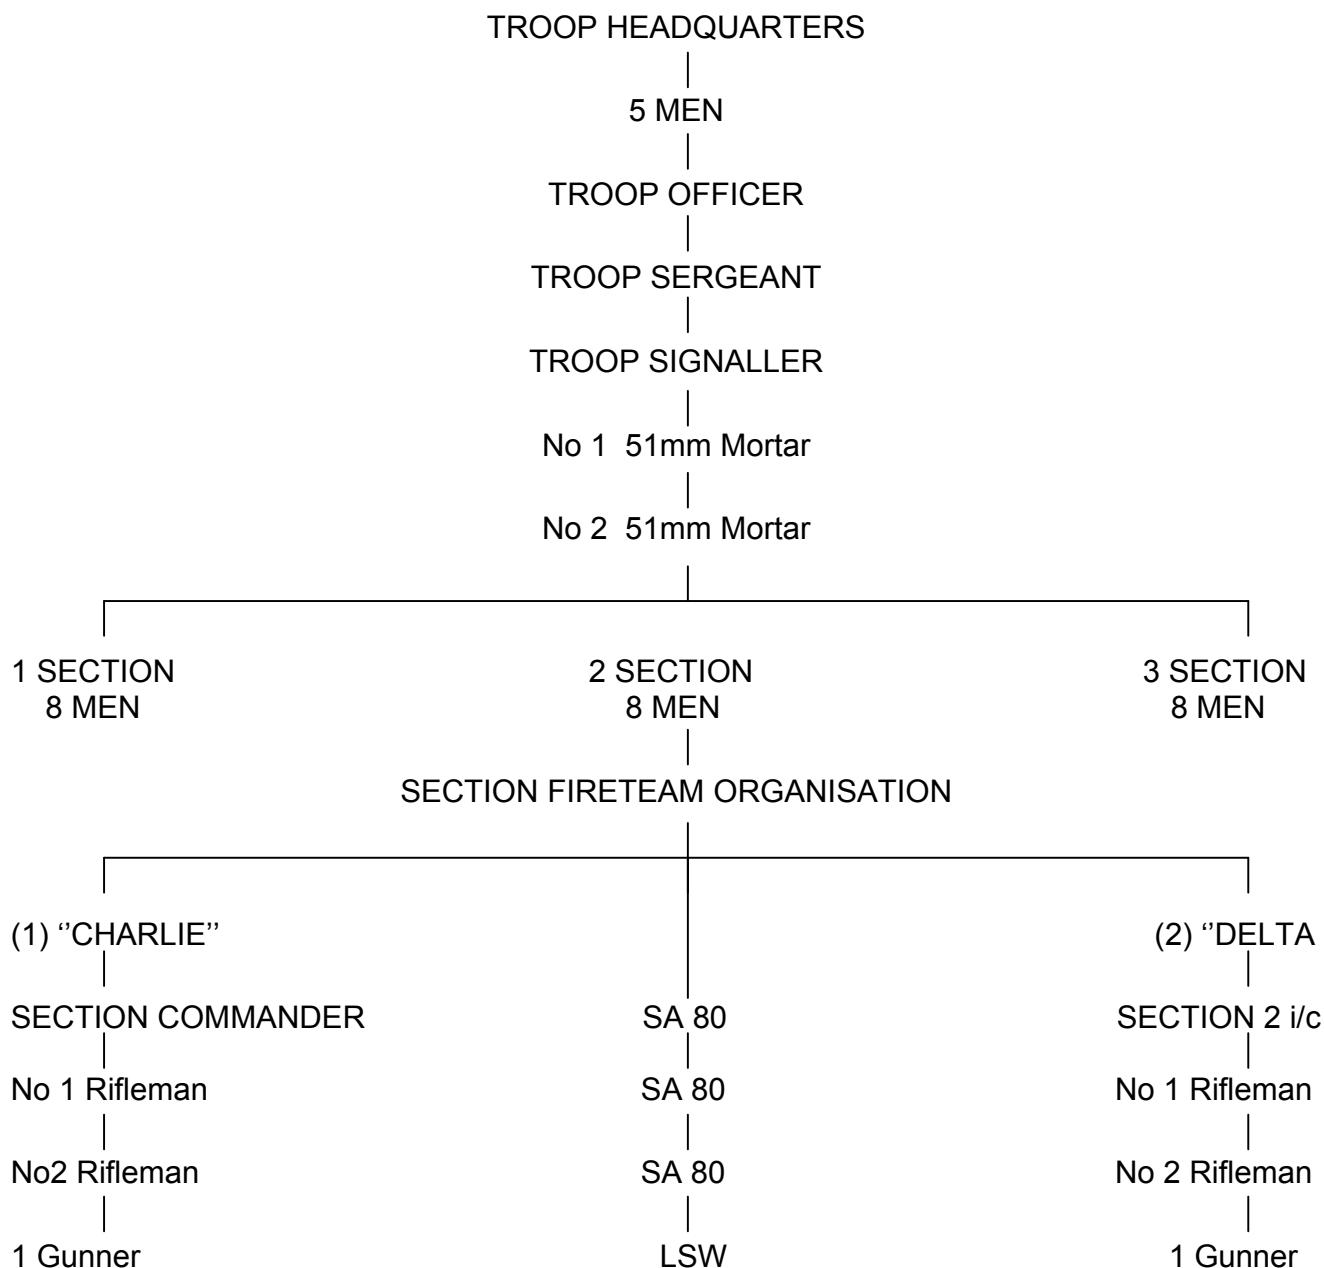 TROOP HEADQUARTERS
5 MEN
TROOP OFFICER
TROOP SERGEANT
TROOP SIGNALLER
No 1 51mm Mortar
No 2 51mm Mortar
1 SECTION 2 SECTION 3 SECTION
8 MEN 8 MEN 8 MEN
SECTION FIRETEAM ORGANISATION
(1) ‘’CHARLIE’’ (2) ‘’DELTA
SECTION COMMANDER SA 80 SECTION 2 i/c
No 1 Rifleman SA 80 No 1 Rifleman
No2 Rifleman SA 80 No 2 Rifleman
1 Gunner LSW 1 Gunner